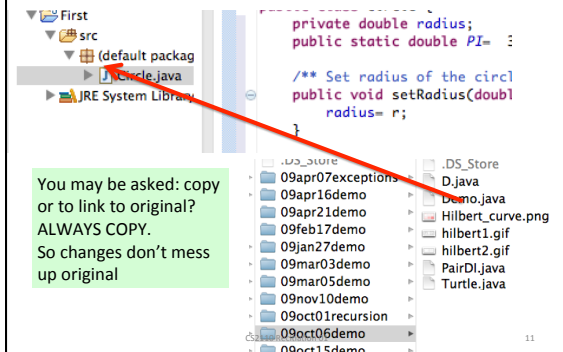 First
src
(default packag
Circle.java
JRE System Library
private double radius;
public static double PI= 3
/** Set radius of the circl
public void setRadius(doubl
radius= r;
}
You may be asked: copy
or to link to original?
ALWAYS COPY.
So changes don't mess
up original
.DS_Store
09apr07exceptions
09apr16demo
09apr21demo
09feb17demo
09jan27demo
09mar03demo
09mar05demo
09nov10demo
09oct01recursion
09oct06demo
09oct15demo
.DS_Store
D.java
Demo.java
Hilbert_curve.png
hilbert1.gif
hilbert2.gif
PairDI.java
Turtle.java
11